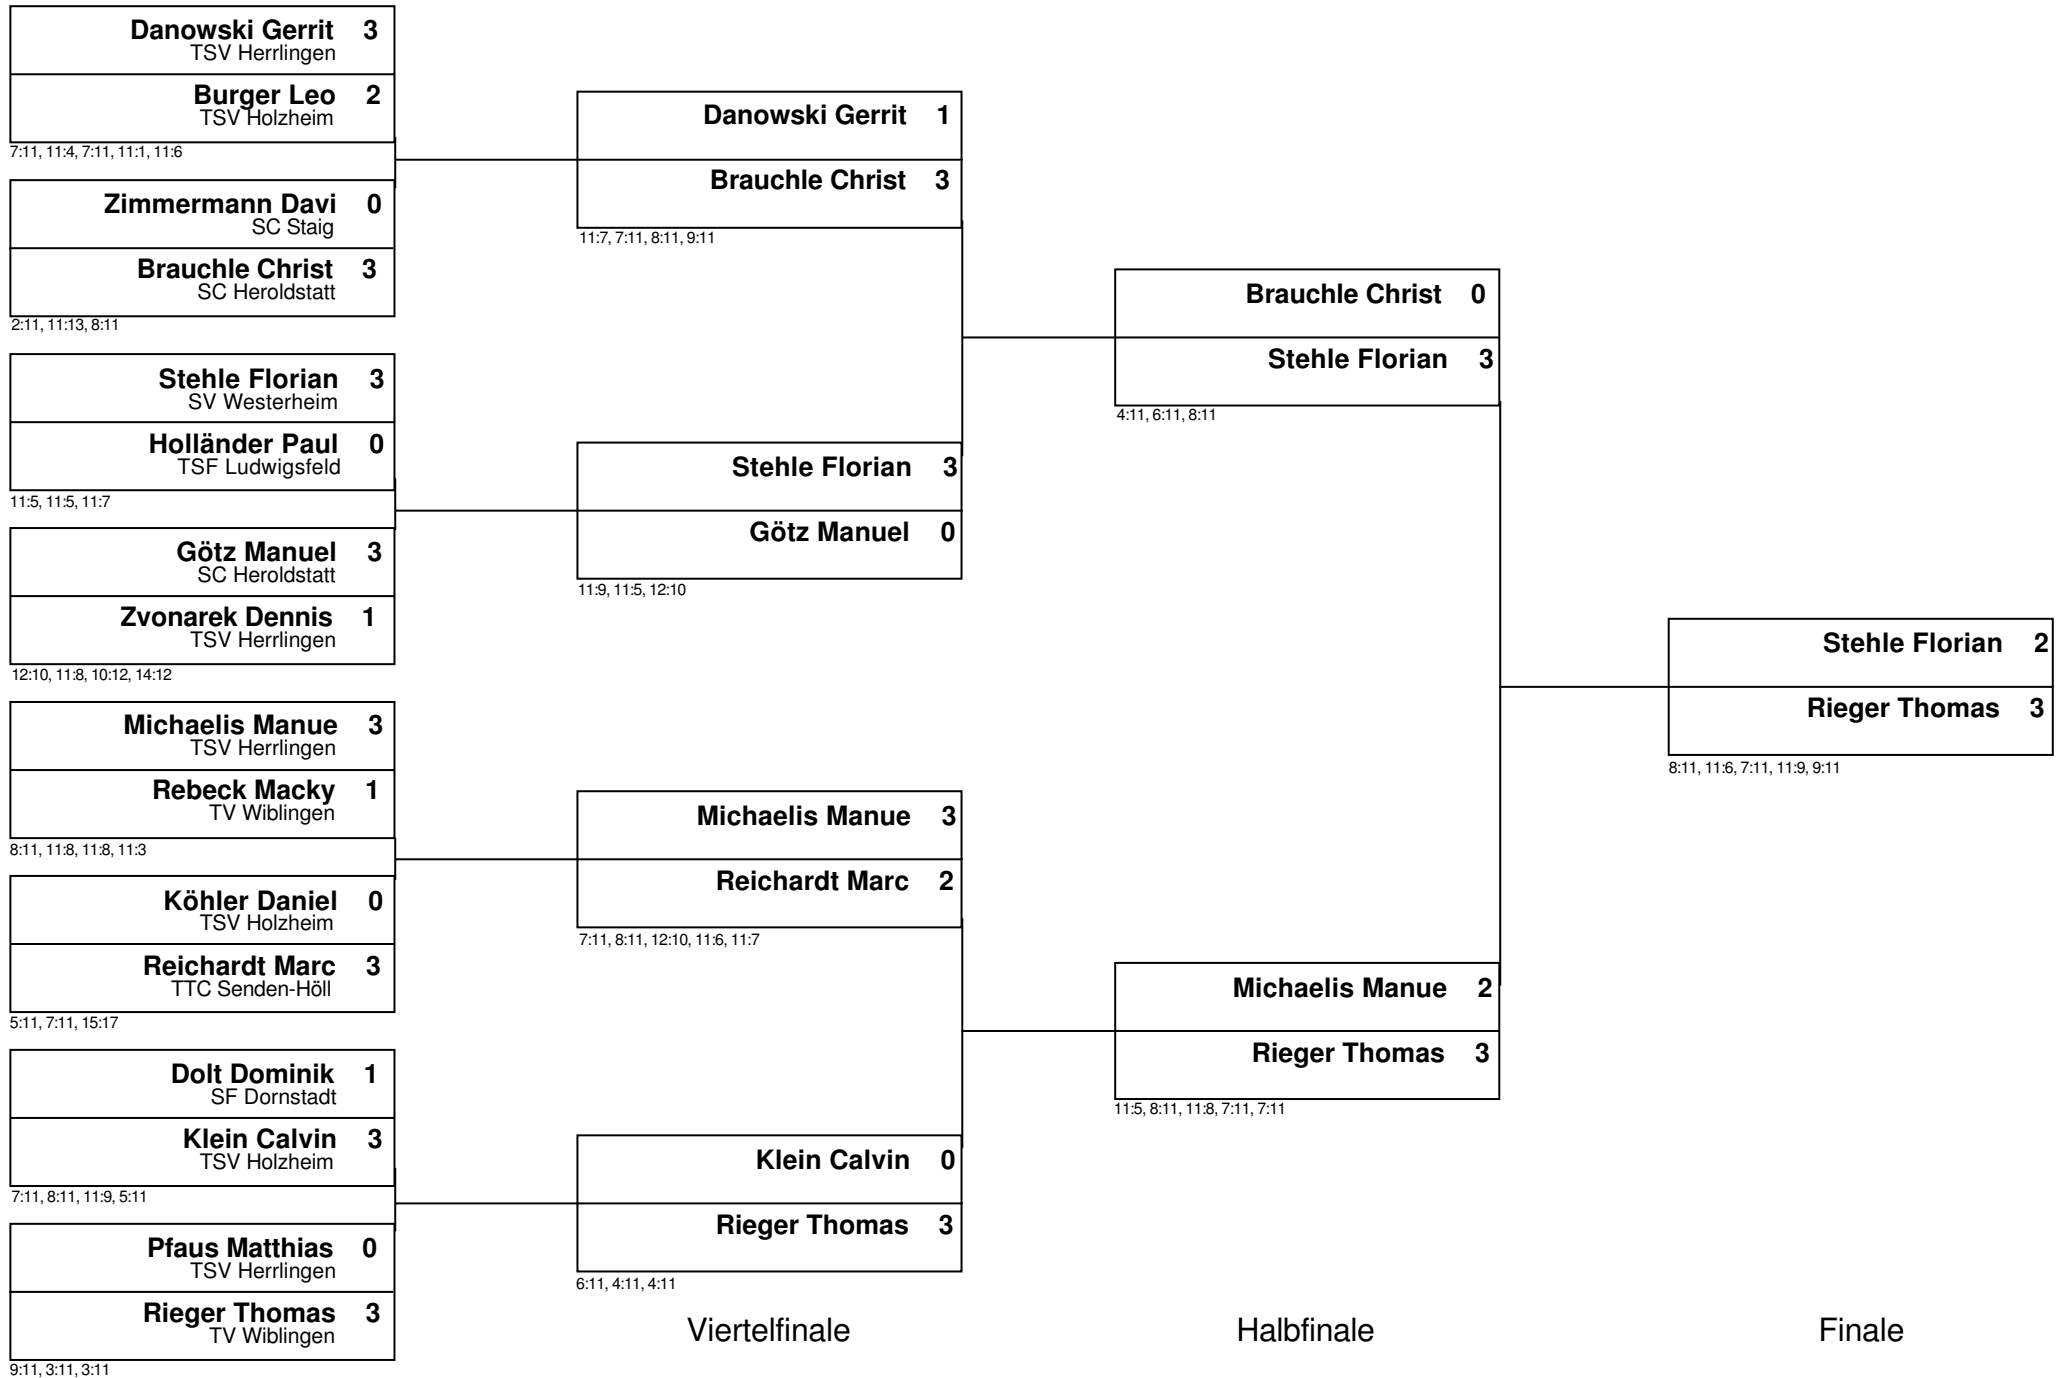 Danowski Gerrit 3
TSV Herrlingen
Burger Leo 2
TSV Holzheim
7:11, 11:4, 7:11, 11:1, 11:6
Zimmermann Davi 0
SC Staig
Brauchle Christ 3
SC Heroldstatt
2:11, 11:13, 8:11
Stehle Florian 3
SV Westerheim
Holländer Paul 0
TSF Ludwigsfeld
11:5, 11:5, 11:7
Götz Manuel 3
SC Heroldstatt
Zvonarek Dennis 1
TSV Herrlingen
12:10, 11:8, 10:12, 14:12
Michaelis Manue 3
TSV Herrlingen
Rebeck Macky 1
TV Wiblingen
8:11, 11:8, 11:8, 11:3
Köhler Daniel 0
TSV Holzheim
Reichardt Marc 3
TTC Senden-Höll
5:11, 7:11, 15:17
Dolt Dominik 1
SF Dornstadt
Klein Calvin 3
TSV Holzheim
7:11, 8:11, 11:9, 5:11
Pfaus Matthias 0
TSV Herrlingen
Rieger Thomas 3
TV Wiblingen
9:11, 3:11, 3:11
Danowski Gerrit 1
Brauchle Christ 3
11:7, 7:11, 8:11, 9:11
Stehle Florian 3
Götz Manuel 0
11:9, 11:5, 12:10
Michaelis Manue 3
Reichardt Marc 2
7:11, 8:11, 12:10, 11:6, 11:7
Klein Calvin 0
Rieger Thomas 3
6:11, 4:11, 4:11
Viertelfinale
Brauchle Christ 0
Stehle Florian 3
4:11, 6:11, 8:11
Michaelis Manue 2
Rieger Thomas 3
11:5, 8:11, 11:8, 7:11, 7:11
Halbfinale
Stehle Florian 2
Rieger Thomas 3
8:11, 11:6, 7:11, 11:9, 9:11
Finale